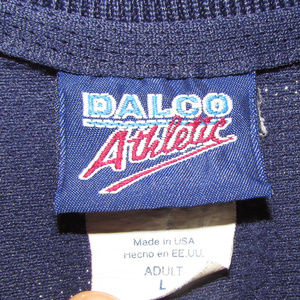 DALCO
Athletic
Made in USA
Hecho en EE.UU.
ADULT
L